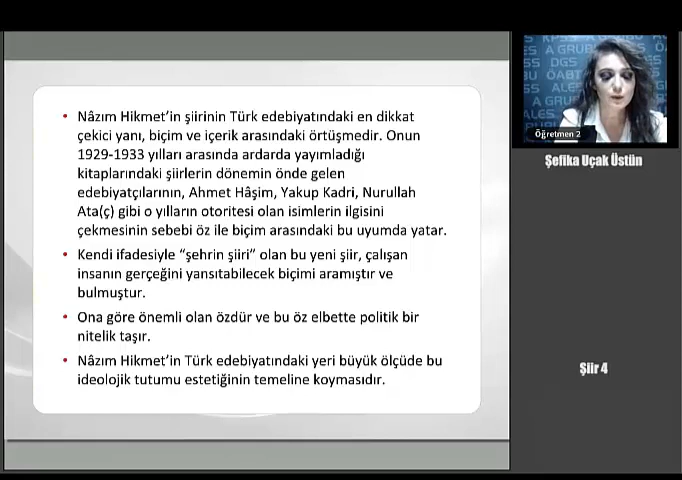 • Nâzım Hikmet'in şiirinin Türk edebiyatındaki en dikkat
çekici yanı, biçim ve içerik arasındaki örtüşmedir. Onun
1929-1933 yılları arasında ardarda yayımladığı
kitaplarındaki şiirlerin dönemin önde gelen
edebiyatçılarının, Ahmet Hâşim, Yakup Kadri, Nurullah
Ata(ç) gibi o yılların otoritesi olan isimlerin ilgisini
çekmesinin sebebi öz ile biçim arasındaki bu uyumda yatar.
• Kendi ifadesiyle “şehrin şiiri” olan bu yeni şiir, çalışan
insanın gerçeğini yansıtabilecek biçimi aramıştır ve
bulmuştur.
• Ona göre önemli olan özdür ve bu öz elbette politik bir
nitelik taşır.
• Nâzım Hikmet'in Türk edebiyatındaki yeri büyük ölçüde bu
ideolojik tutumu estetiğinin temeline koymasıdır.
KPSS
A GRUBU
DGS
ÖABT
ALES
Öğretmen 2
Şefika Uçak Üstün
Şiir 4